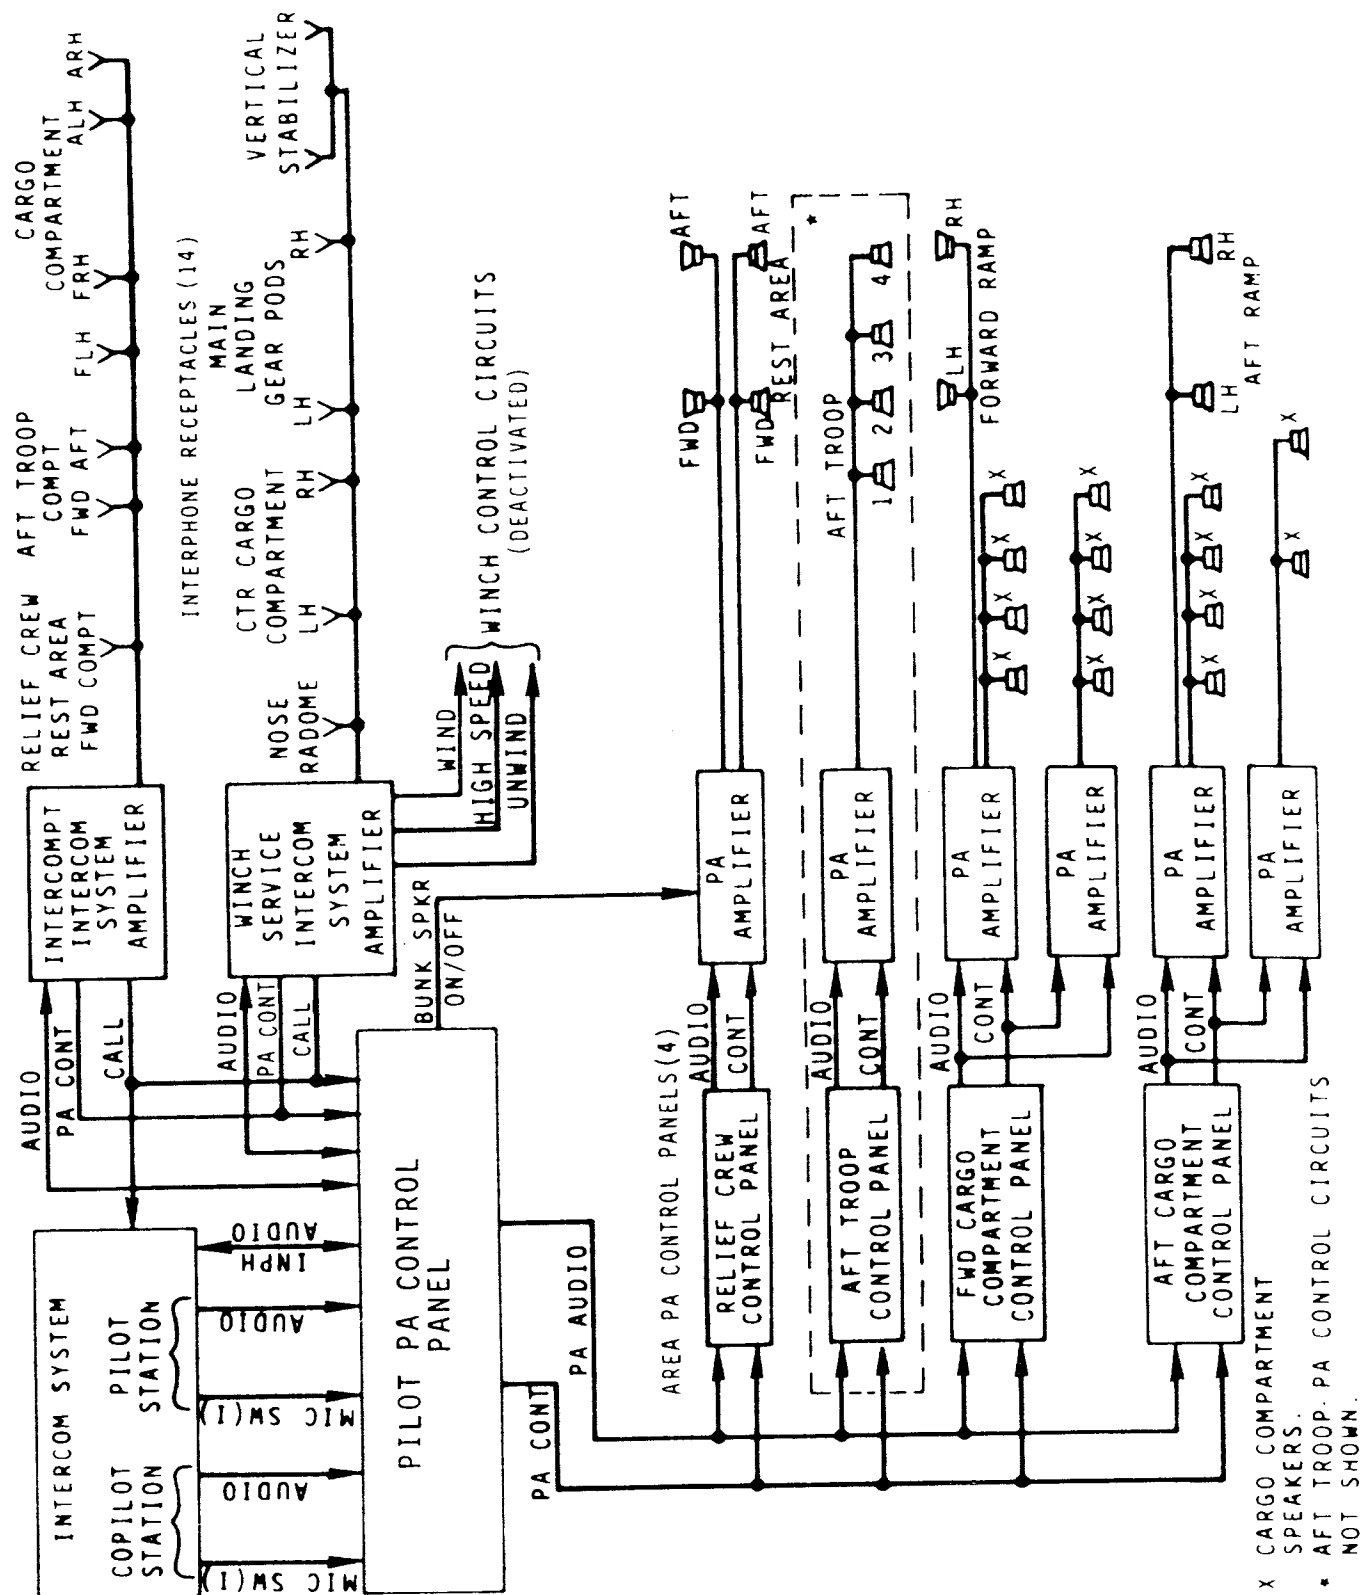 INTERCOM SYSTEM
COPILOT
STATION
PILOT
STATION
MIC SW(1)
AUDIO
MIC SW(1)
AUDIO
INPH
AUDIO
PILOT PA CONTROL
PANEL
AUDIO
PA CONT
CALL
INTERCOMPT
INTERCOM
SYSTEM
AMPLIFIER
RELIEF CREW
REST AREA
FWD COMPT
AFT TROOP
COMPT
FWD AFT
CARGO
COMPARTMENT
FLH FRH ALH ARH
INTERPHONE RECEPTACLES (14)
AUDIO
PA CONT
CALL
WINCH
SERVICE
INTERCOM
SYSTEM
AMPLIFIER
NOSE
RADOME
CTR CARGO
COMPARTMENT
LH RH
MAIN
LANDING
GEAR PODS
LH RH
VERTICAL
STABILIZER
WIND
HIGH SPEED
UNWIND
WINCH CONTROL CIRCUITS
(DEACTIVATED)
BUNK SPKR
ON/OFF
PA AUDIO
PA CONT
AREA PA CONTROL PANELS(4)
RELIEF CREW
CONTROL PANEL
AUDIO
CONT
PA
AMPLIFIER
FWD AFT
FWD AFT
REST AREA
AFT TROOP
CONTROL PANEL
AUDIO
CONT
PA
AMPLIFIER
AFT TROOP
1 2 3 4
*
FWD CARGO
COMPARTMENT
CONTROL PANEL
AUDIO
CONT
PA
AMPLIFIER
LH RH
FORWARD RAMP
X X X X
PA
AMPLIFIER
X X X X
AFT CARGO
COMPARTMENT
CONTROL PANEL
AUDIO
CONT
PA
AMPLIFIER
LH RH
AFT RAMP
X X X X
PA
AMPLIFIER
X X
X CARGO COMPARTMENT
SPEAKERS.
* AFT TROOP. PA CONTROL CIRCUITS
NOT SHOWN.